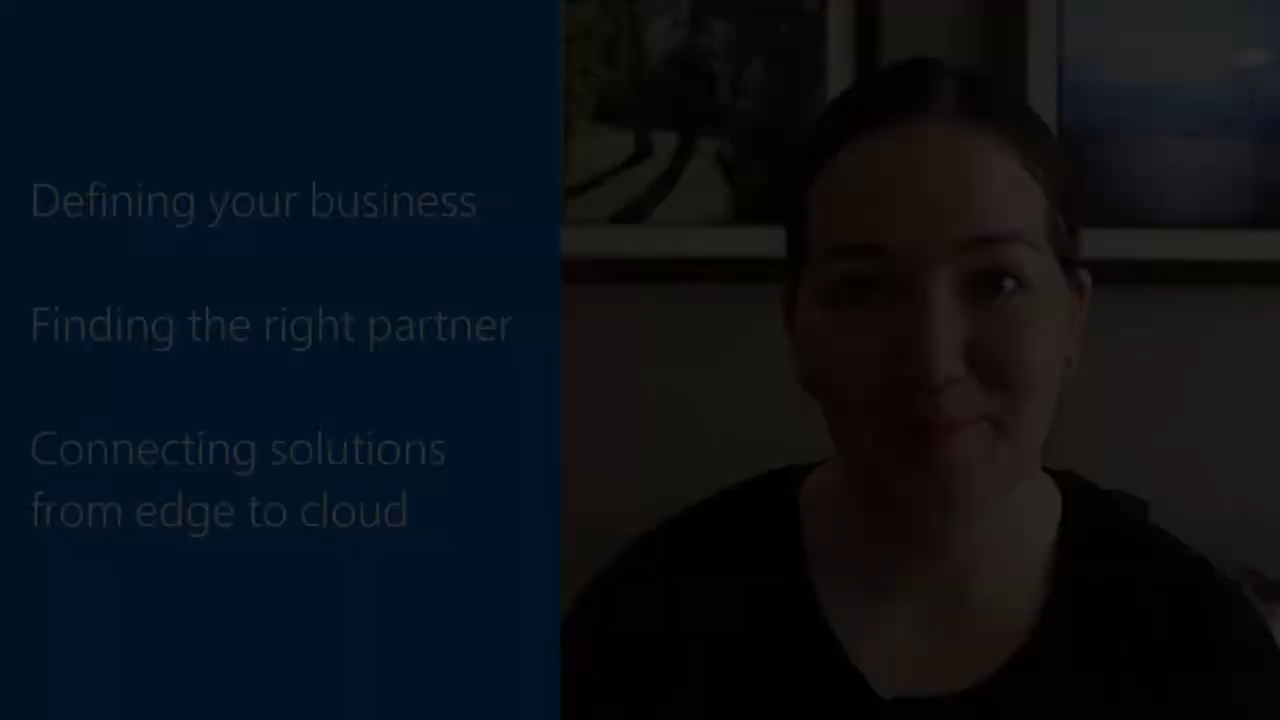 Defining your business
Finding the right partner
Connecting solutions
from edge to cloud